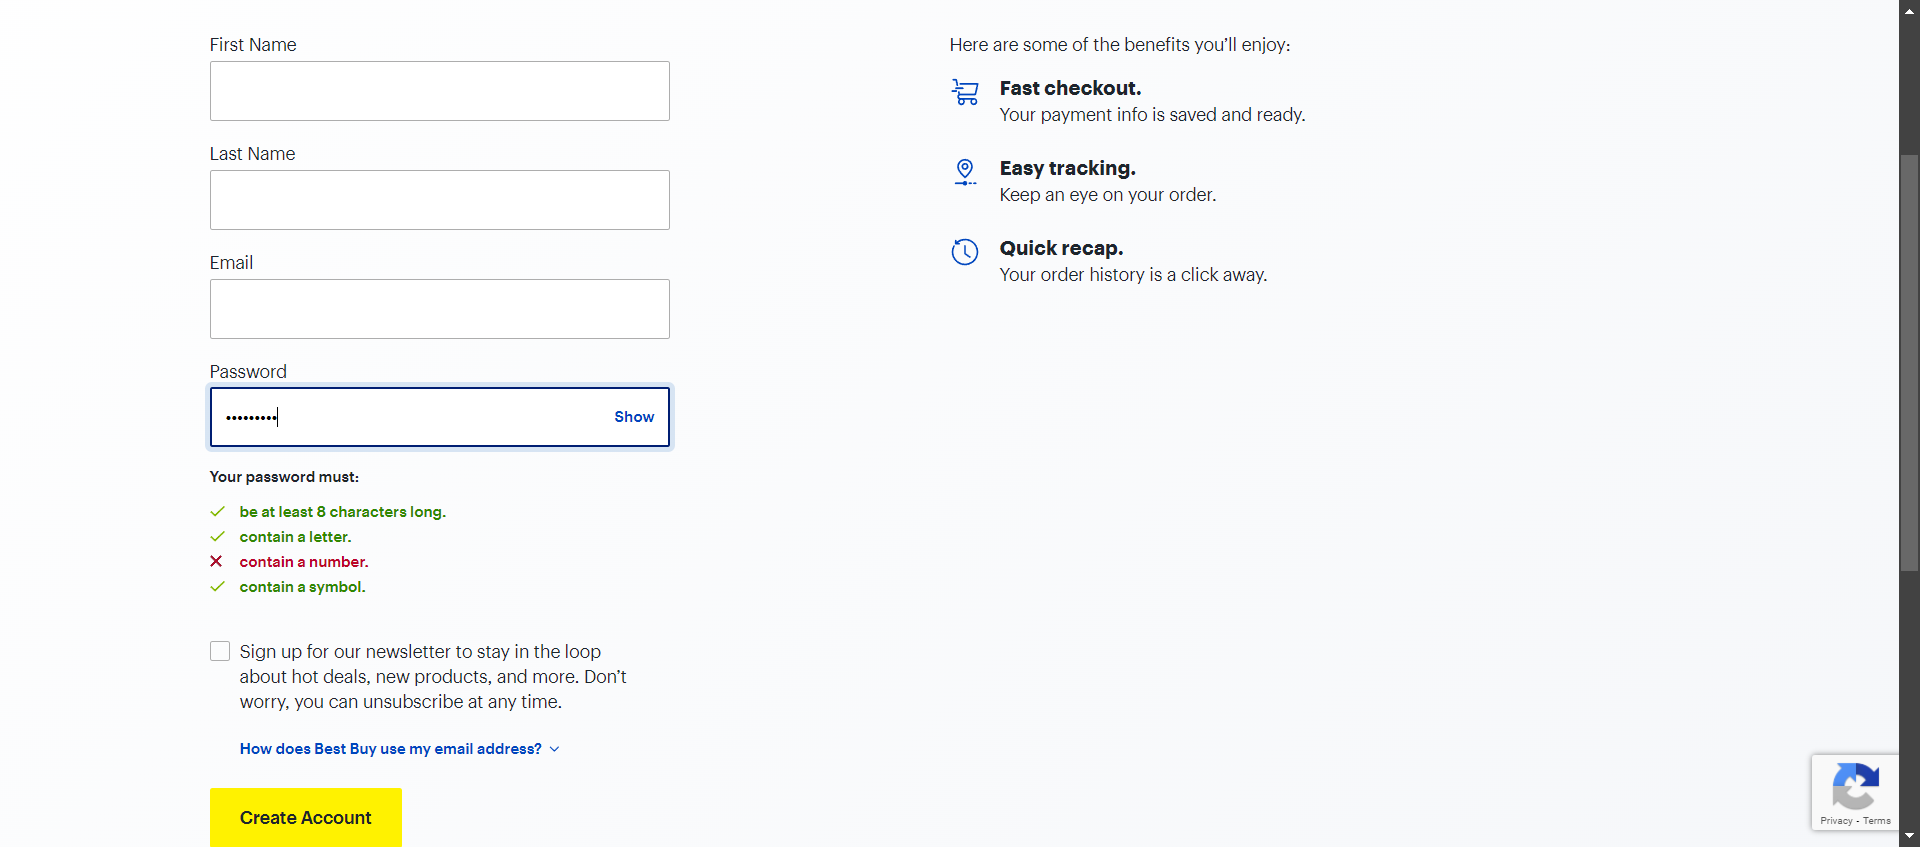 First Name
Last Name
Email
Password
•••••••••
Show
Your password must:
be at least 8 characters long.
contain a letter.
contain a number.
contain a symbol.
Sign up for our newsletter to stay in the loop
about hot deals, new products, and more. Don’t
worry, you can unsubscribe at any time.
How does Best Buy use my email address?
Create Account
Here are some of the benefits you’ll enjoy:
Fast checkout.
Your payment info is saved and ready.
Easy tracking.
Keep an eye on your order.
Quick recap.
Your order history is a click away.
Privacy - Terms